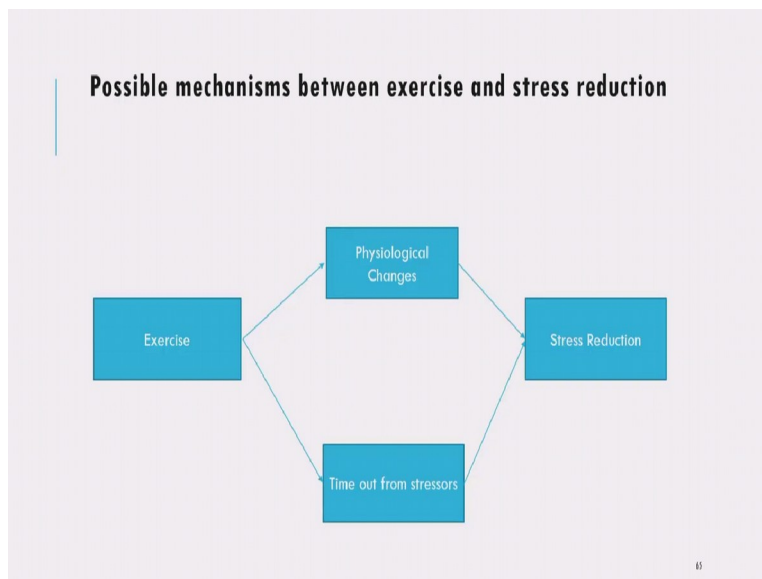 Possible mechanisms between exercise and stress reduction
Physiological
Changes
Exercise
Stress Reduction
Time out from stressors
65